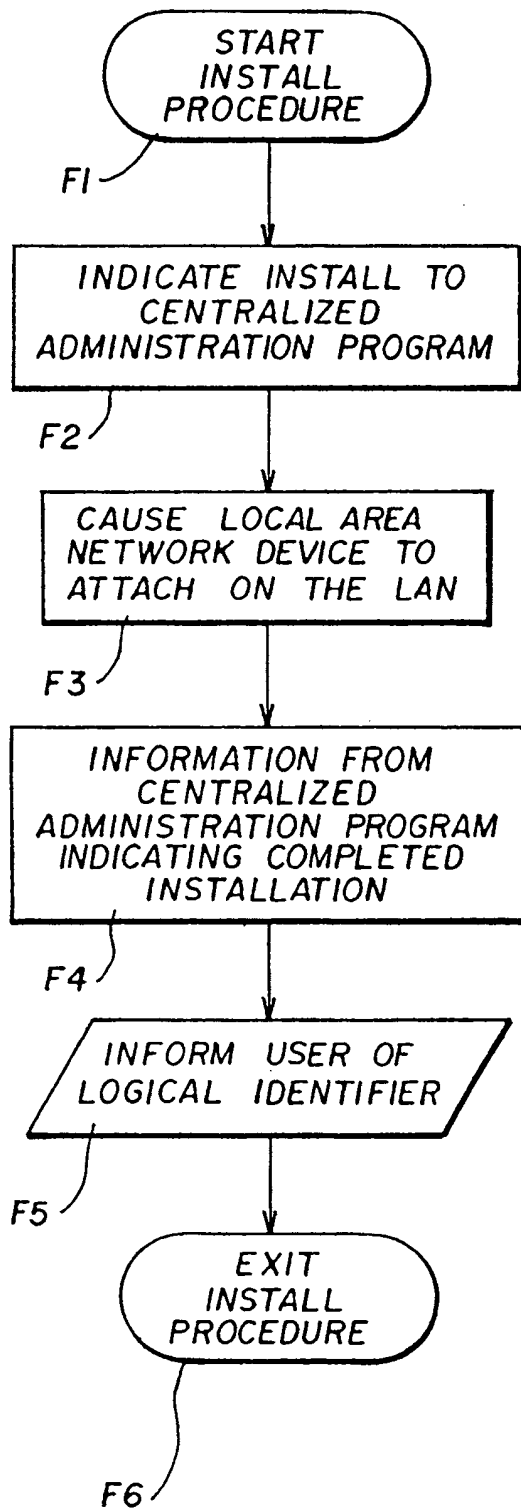 START
INSTALL
PROCEDURE
F1
INDICATE INSTALL TO
CENTRALIZED
ADMINISTRATION PROGRAM
F2
CAUSE LOCAL AREA
NETWORK DEVICE TO
ATTACH ON THE LAN
F3
INFORMATION FROM
CENTRALIZED
ADMINISTRATION PROGRAM
INDICATING COMPLETED
INSTALLATION
F4
INFORM USER OF
LOGICAL IDENTIFIER
F5
EXIT
INSTALL
PROCEDURE
F6